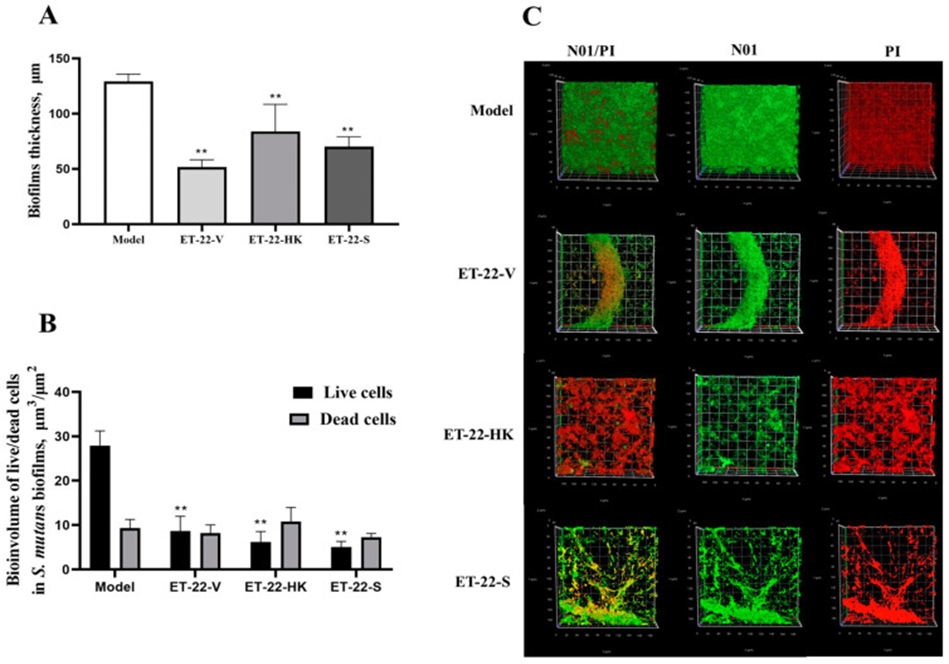 A
Biofilms thickness, μm
150
100
50
0
**
**
**
Model
ET-22-V
ET-22-HK
ET-22-S
B
Bioinvolume of live/dead cells
in S. mutans biofilms, μm³/μm²
40
30
20
10
0
Live cells
Dead cells
**
**
**
Model
ET-22-V
ET-22-HK
ET-22-S
C
N01/PI
N01
PI
Model
ET-22-V
ET-22-HK
ET-22-S